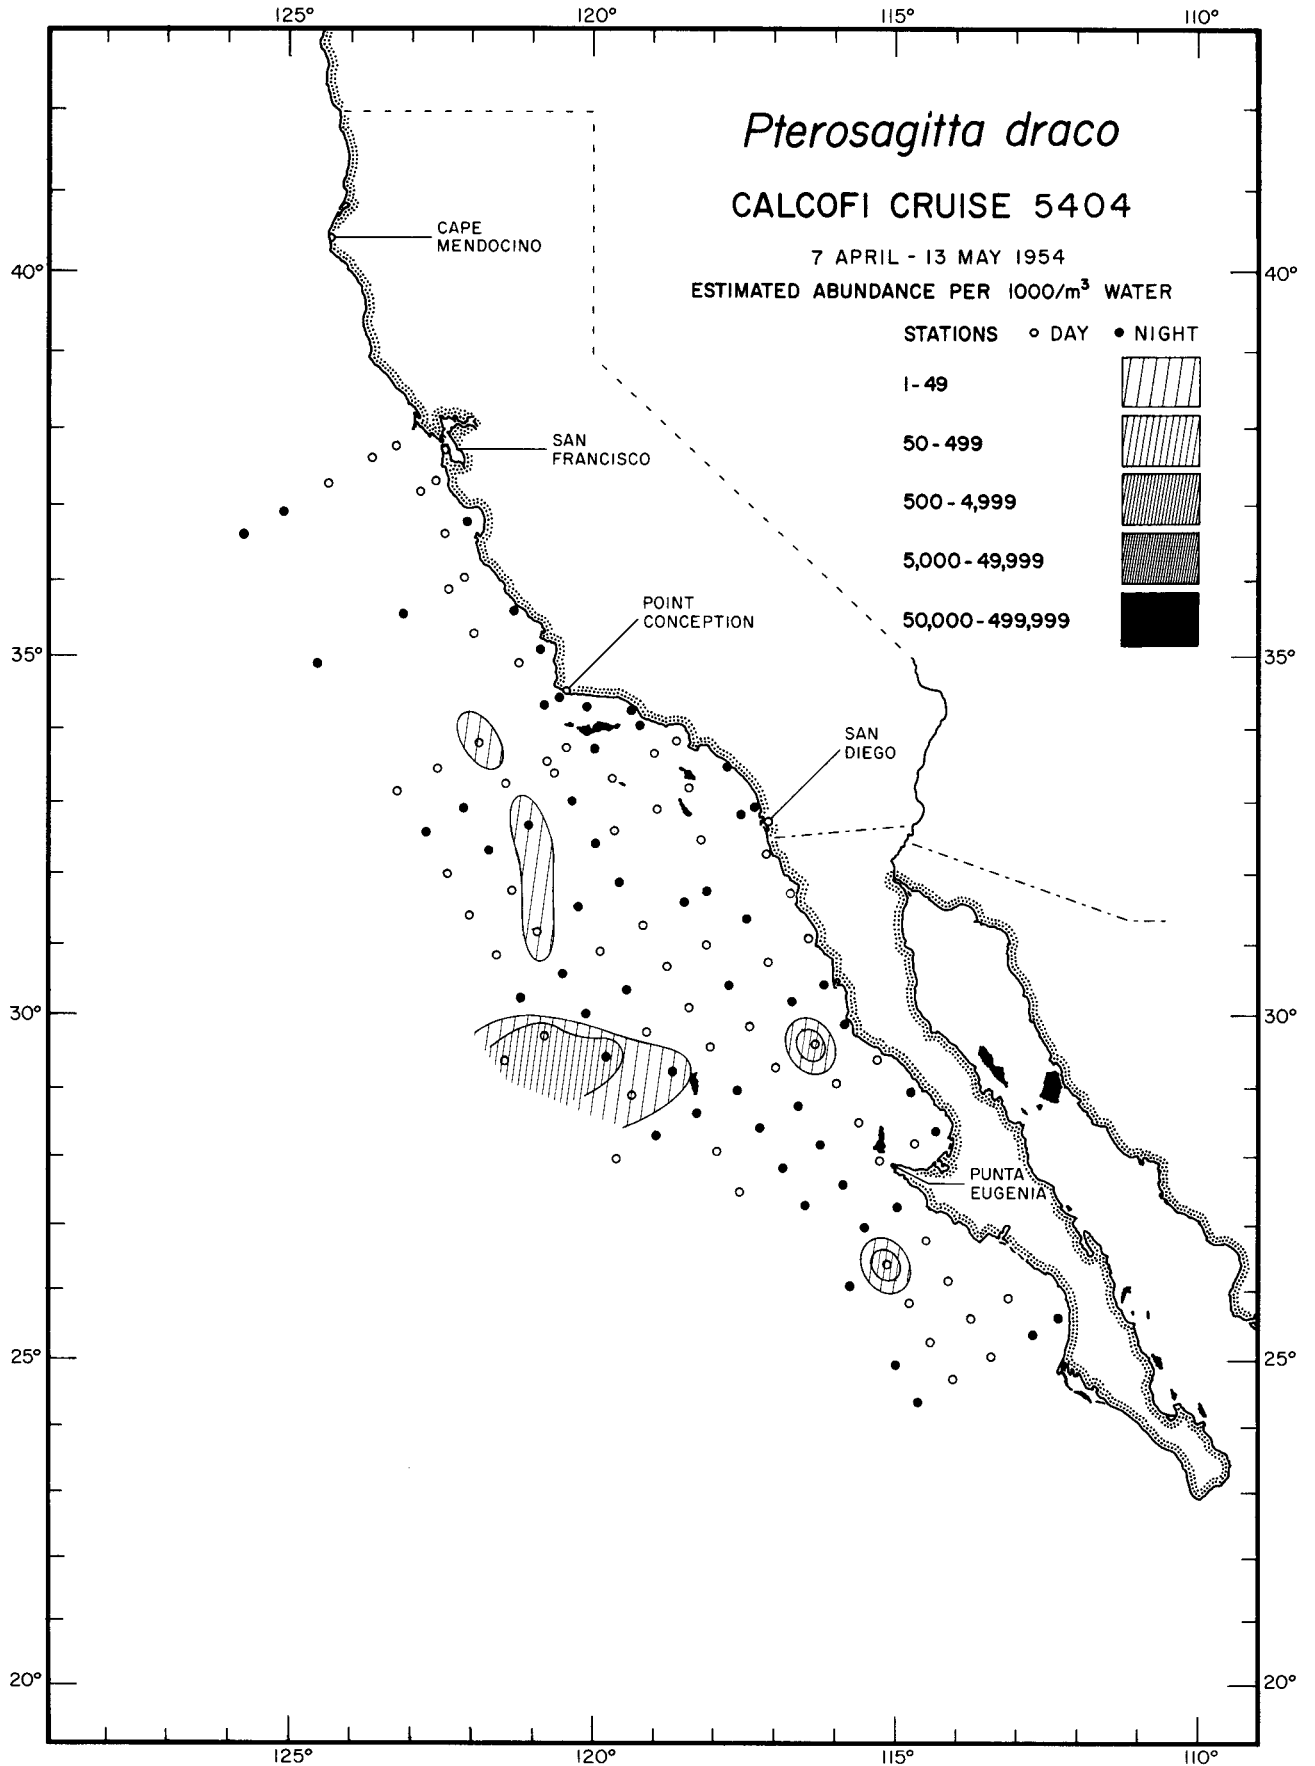 125° 120° 115° 110°
Pterosagitta draco
CALCOFI CRUISE 5404
7 APRIL - 13 MAY 1954
ESTIMATED ABUNDANCE PER 1000/m³ WATER
STATIONS ○ DAY ● NIGHT
1-49
50-499
500-4,999
5,000-49,999
50,000-499,999
CAPE
MENDOCINO
40° 40°
SAN
FRANCISCO
POINT
CONCEPTION
35° 35°
SAN
DIEGO
30° 30°
PUNTA
EUGENIA
25° 25°
20° 20°
125° 120° 115° 110°